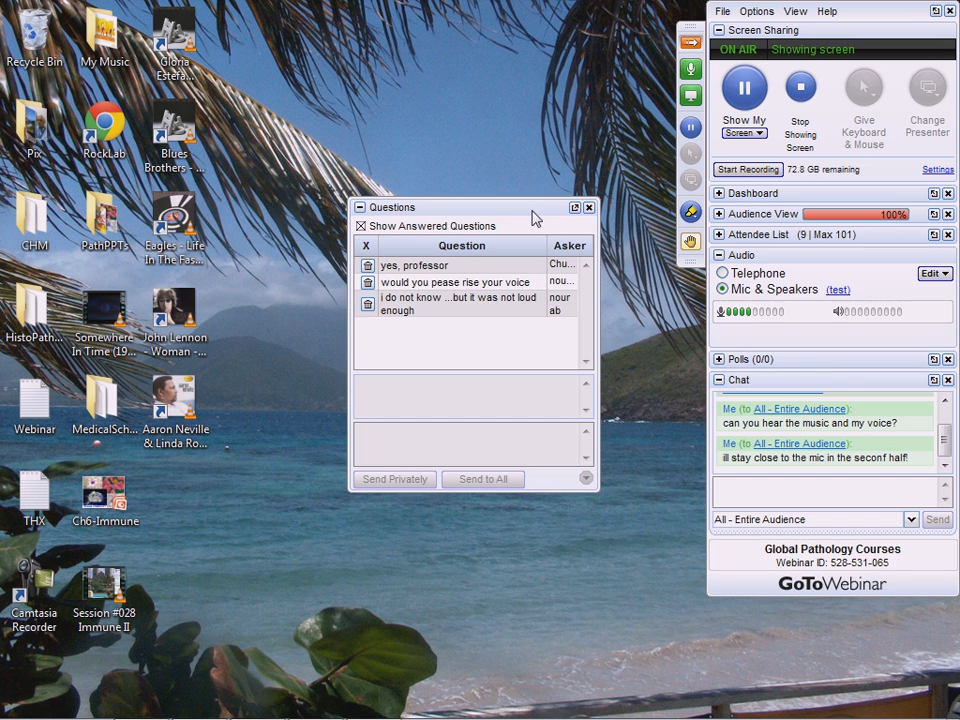 Recycle Bin
My Music
Gloria
Estefa...
Pix
RockLab
Blues
Brothers - ...
CHM
PathPPTs
Eagles - Life
In The Fas...
HistoPath...
Somewhere
In Time (19...
John Lennon
- Woman -...
Webinar
MedicalSch...
Aaron Neville
& Linda Ro...
THX
Ch6-Immune
Camtasia
Recorder
Session #028
Immune II
Questions
Show Answered Questions
X Question Asker
yes, professor Chu...
would you pease rise your voice nou...
i do not know ...but it was not loud
enough
nour
ab
Send Privately Send to All
File Options View Help
Screen Sharing
ON AIR Showing screen
Show My
Screen
Stop
Showing
Screen
Give
Keyboard
& Mouse
Change
Presenter
Start Recording 72.8 GB remaining Settings
Dashboard
Audience View 100%
Attendee List (9 | Max 101)
Audio
Telephone Edit
Mic & Speakers (test)
Polls (0/0)
Chat
Me (to All - Entire Audience):
can you hear the music and my voice?
Me (to All - Entire Audience):
ill stay close to the mic in the seconf half!
All - Entire Audience Send
Global Pathology Courses
Webinar ID: 528-531-065
GoToWebinar